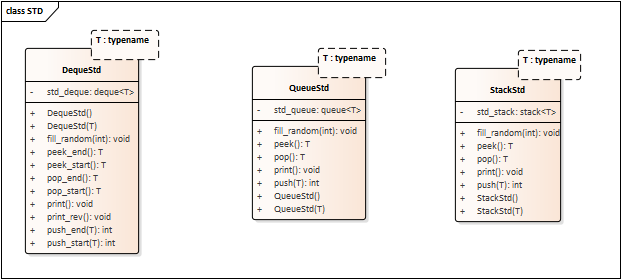 class STD
T : typename
DequeStd
- std_deque: deque<T>
+ DequeStd()
+ DequeStd(T)
+ fill_random(int): void
+ peek_end(): T
+ peek_start(): T
+ pop_end(): T
+ pop_start(): T
+ print(): void
+ print_rev(): void
+ push_end(T): int
+ push_start(T): int
T : typename
QueueStd
- std_queue: queue<T>
+ fill_random(int): void
+ peek(): T
+ pop(): T
+ print(): void
+ push(T): int
+ QueueStd()
+ QueueStd(T)
T : typename
StackStd
- std_stack: stack<T>
+ fill_random(int): void
+ peek(): T
+ pop(): T
+ print(): void
+ push(T): int
+ StackStd()
+ StackStd(T)